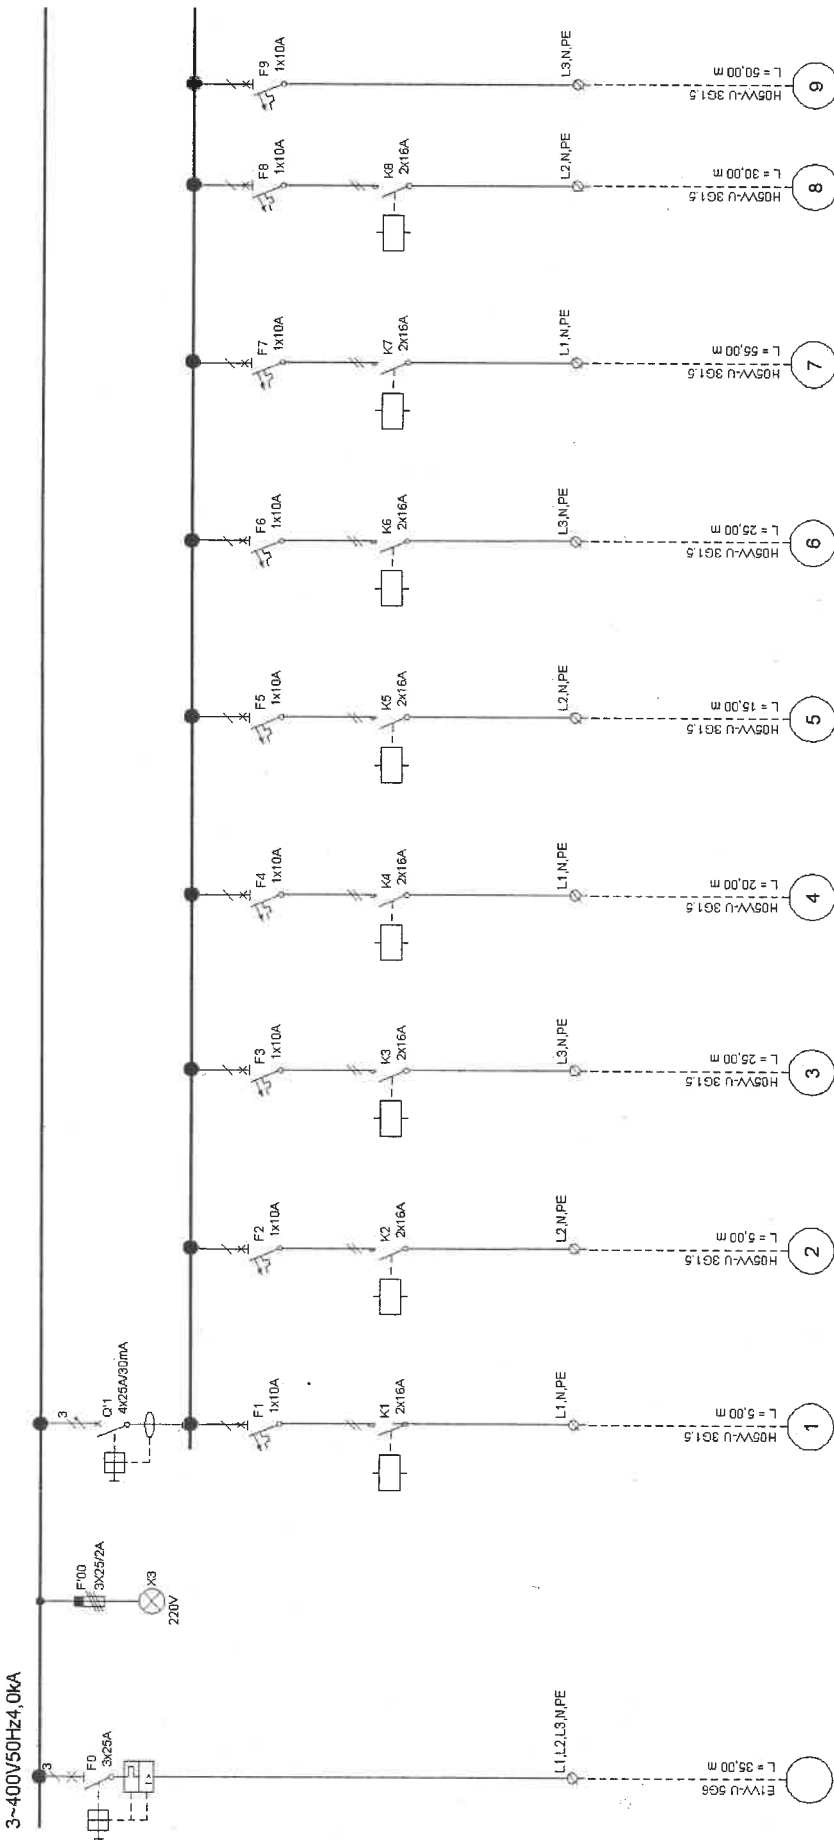 3~400V50Hz4,0kA
3
F0
3x25A
L1,L2,L3,N,PE
E1VV-U 5G6
L = 35,00 m
F'00
3X25/2A
X3
220V
3
Q'1
4x25A/30mA
F1
1x10A
K1
2x16A
L1,N,PE
H05VV-U 3G1.5
L = 5,00 m
1
F2
1x10A
K2
2x16A
L2,N,PE
H05VV-U 3G1.5
L = 5,00 m
2
F3
1x10A
K3
2x16A
L3,N,PE
H05VV-U 3G1.5
L = 25,00 m
3
F4
1x10A
K4
2x16A
L1,N,PE
H05VV-U 3G1.5
L = 20,00 m
4
F5
1x10A
K5
2x16A
L2,N,PE
H05VV-U 3G1.5
L = 15,00 m
5
F6
1x10A
K6
2x16A
L3,N,PE
H05VV-U 3G1.5
L = 25,00 m
6
F7
1x10A
K7
2x16A
L1,N,PE
H05VV-U 3G1.5
L = 55,00 m
7
F8
1x10A
K8
2x16A
L2,N,PE
H05VV-U 3G1.5
L = 30,00 m
8
F9
1x10A
L3,N,PE
H05VV-U 3G1.5
L = 50,00 m
9